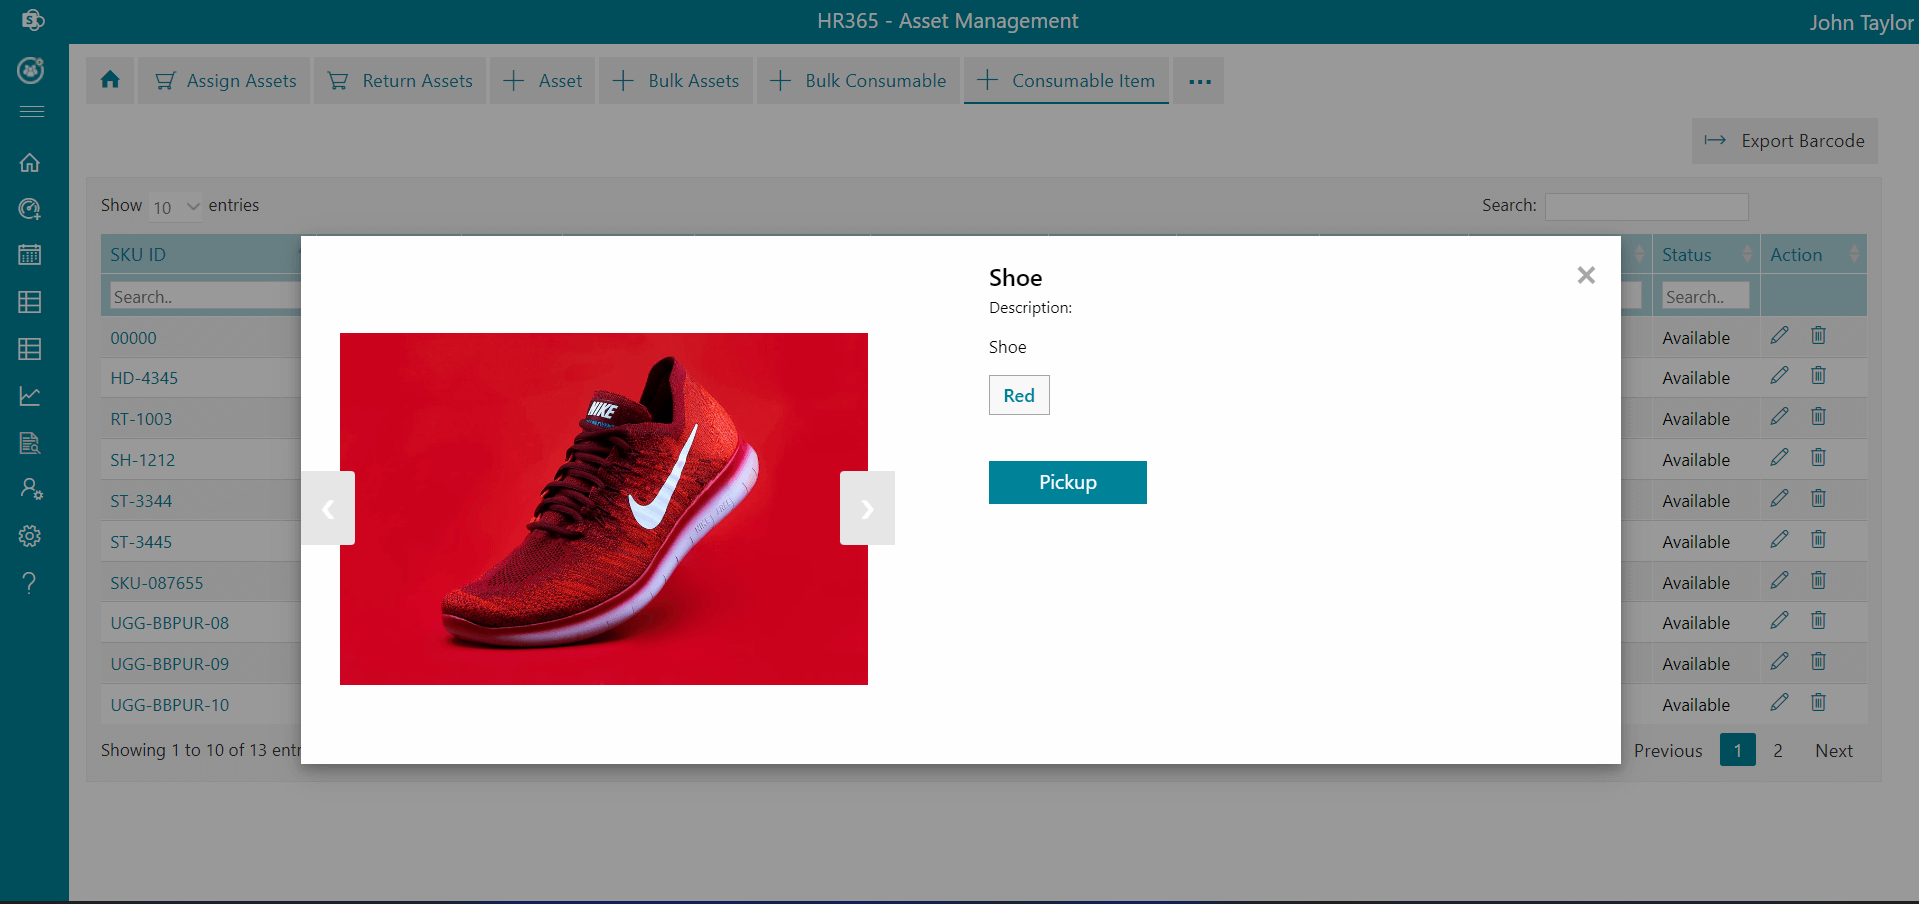 HR365 - Asset Management
John Taylor
Assign Assets
Return Assets
Asset
Bulk Assets
Bulk Consumable
Consumable Item
Export Barcode
Show 10 entries
Search:
SKU ID
Status
Action
Search..
Search..
00000
Available
HD-4345
Available
RT-1003
Available
SH-1212
Available
ST-3344
Available
ST-3445
Available
SKU-087655
Available
UGG-BBPUR-08
Available
UGG-BBPUR-09
Available
UGG-BBPUR-10
Available
Showing 1 to 10 of 13 entr
Previous 1 2 Next
Shoe
Description:
Shoe
Red
Pickup
NIKE
NIKE FREE